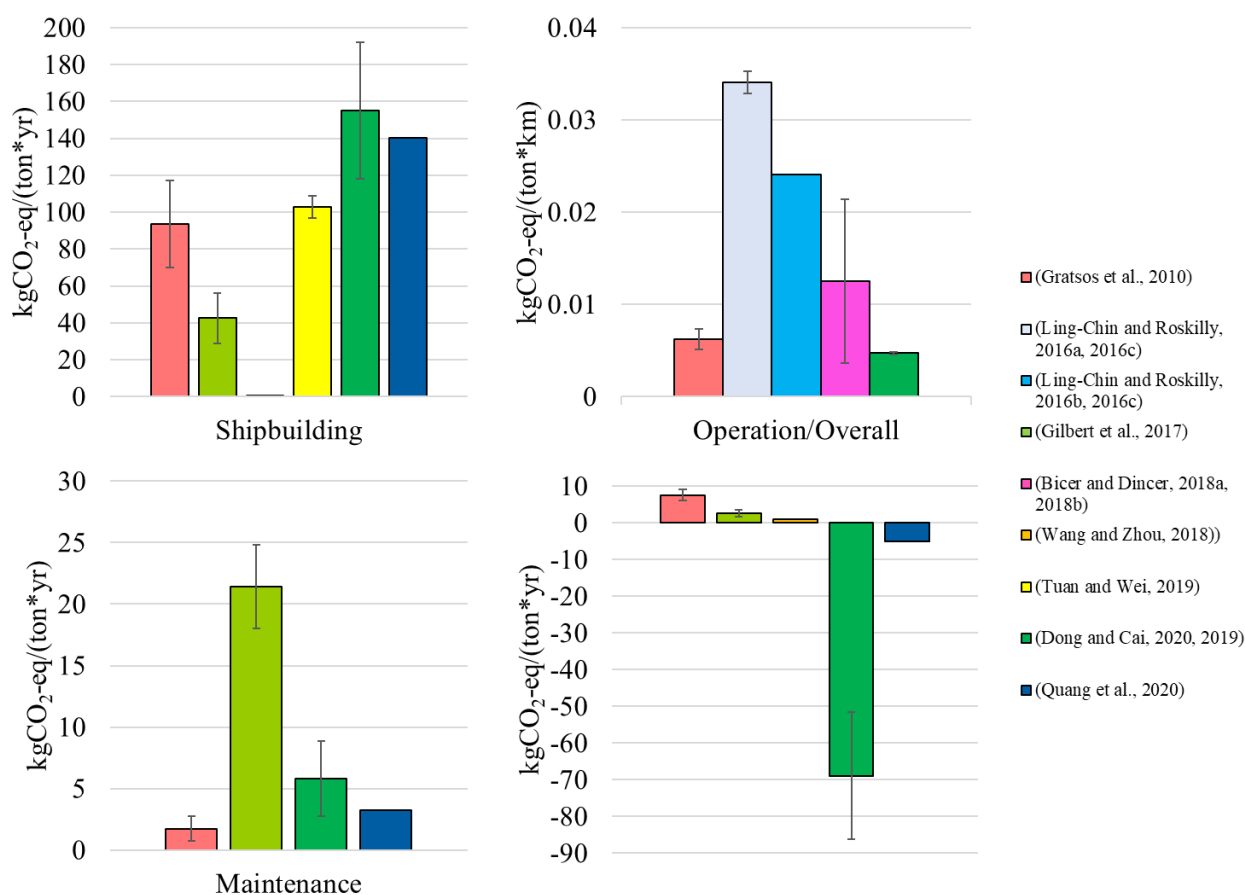 200
180
160
140
120
100
80
60
40
20
0
kgCO₂-eq/(ton*yr)
Shipbuilding
0.04
0.03
0.02
0.01
0
kgCO₂-eq/(ton*km)
Operation/Overall
30
25
20
15
10
5
0
kgCO₂-eq/(ton*yr)
Maintenance
10
0
-10
-20
-30
-40
-50
-60
-70
-80
-90
kgCO₂-eq/(ton*yr)
(Gratsos et al., 2010)
(Ling-Chin and Roskilly,
2016a, 2016c)
(Ling-Chin and Roskilly,
2016b, 2016c)
(Gilbert et al., 2017)
(Bicer and Dincer, 2018a,
2018b)
(Wang and Zhou, 2018))
(Tuan and Wei, 2019)
(Dong and Cai, 2020, 2019)
(Quang et al., 2020)